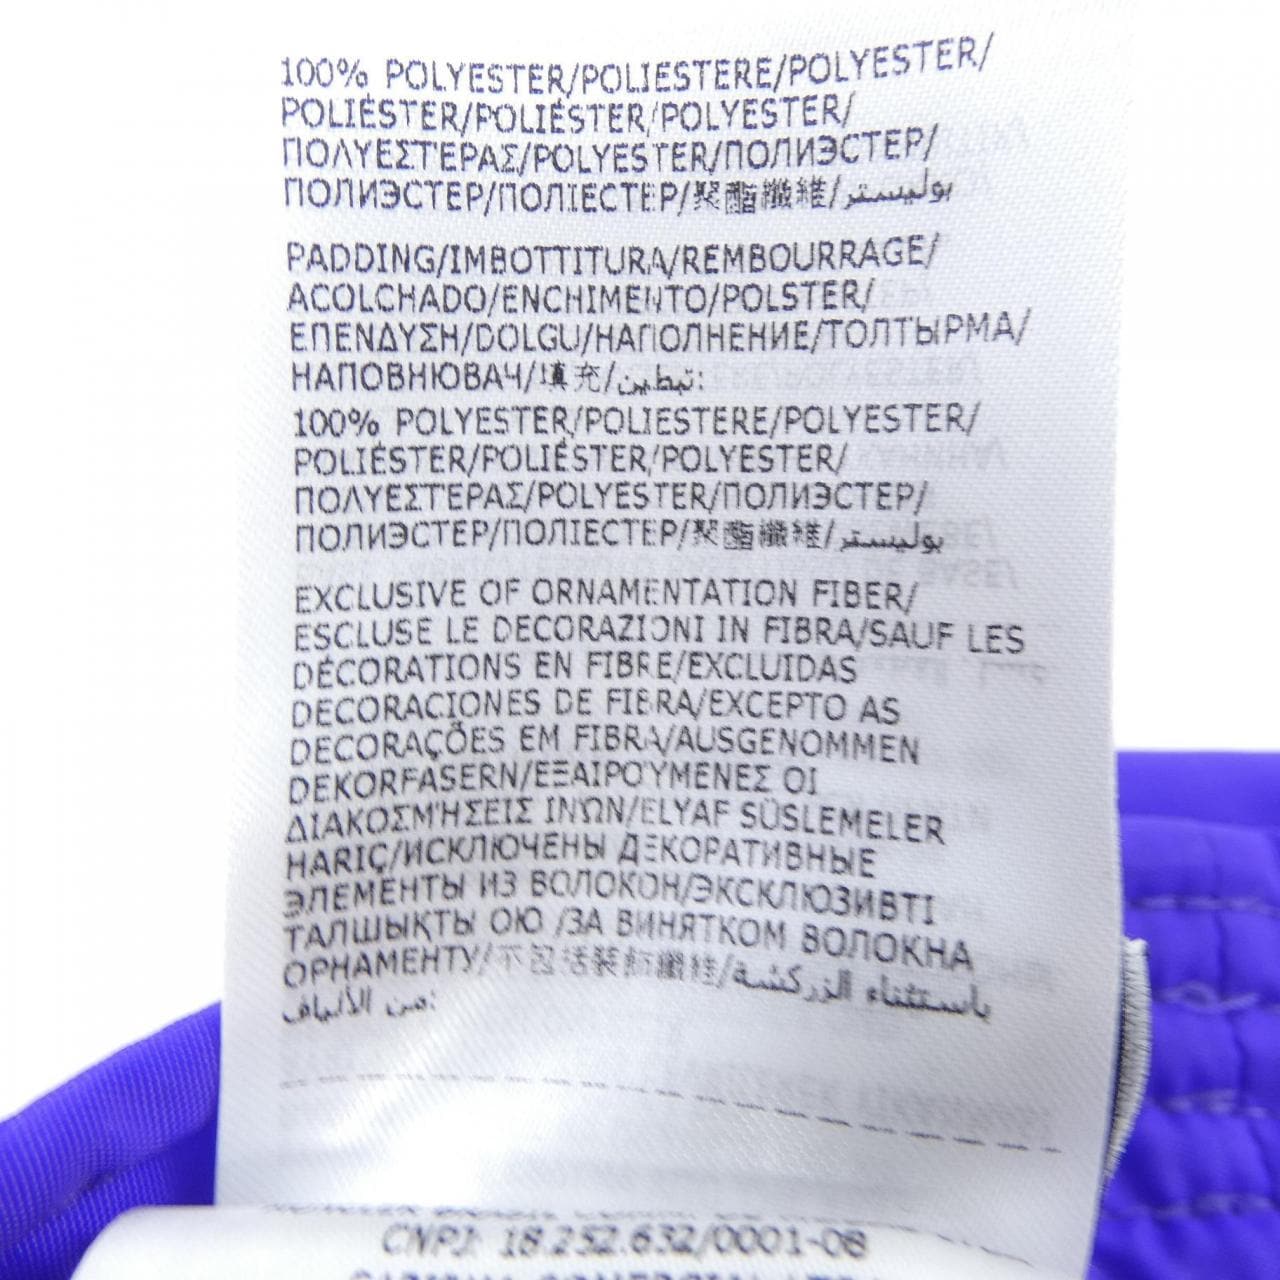 100% POLYESTER/POLIESTERE/POLYESTER/
POLIÉSTER/POLIÉSTER/POLYESTER/
ΠΟΛΥΕΣΤΕΡΑΣ/POLYESTER/ПОЛИЭСТЕР/
ПОЛИЭСТЕР/ПОЛІЕСТЕР/聚酯纖維/بوليستر
PADDING/IMBOTTITURA/REMBOURRAGE/
ACOLCHADO/ENCHIMENTO/POLSTER/
ΕΠΕΝΔΥΣΗ/DOLGU/НАПОЛНЕНИЕ/ТОЛТЫРМА/
НАПОВНЮВАЧ/填充/تبطين:
100% POLYESTER/POLIESTERE/POLYESTER/
POLIÉSTER/POLIÉSTER/POLYESTER/
ΠΟΛΥΕΣΤΕΡΑΣ/POLYESTER/ПОЛИЭСТЕР/
ПОЛИЭСТЕР/ПОЛІЕСТЕР/聚酯纖維/بوليستر
EXCLUSIVE OF ORNAMENTATION FIBER/
ESCLUSE LE DECORAZIONI IN FIBRA/SAUF LES
DÉCORATIONS EN FIBRE/EXCLUIDAS
DECORACIONES DE FIBRA/EXCEPTO AS
DECORAÇÕES EM FIBRA/AUSGENOMMEN
DEKORFASERN/ΕΞΑΙΡΟΎΜΕΝΕΣ ΟΙ
ΔΙΑΚΟΣΜΉΣΕΙΣ ΙΝΏΝ/ELYAF SÜSLEMELER
HARIÇ/ИСКЛЮЧЕНЫ ДЕКОРАТИВНЫЕ
ЭЛЕМЕНТЫ ИЗ ВОЛОКОН/ЭКСКЛЮЗИВТІ
ТАЛШЫҚТЫ ОЮ /ЗА ВИНЯТКОМ ВОЛОКНА
ОРНАМЕНТУ/不包括裝飾纖維/باستثناء الزركشة
من الألياف:
CNPJ 18.252.632/0001-08